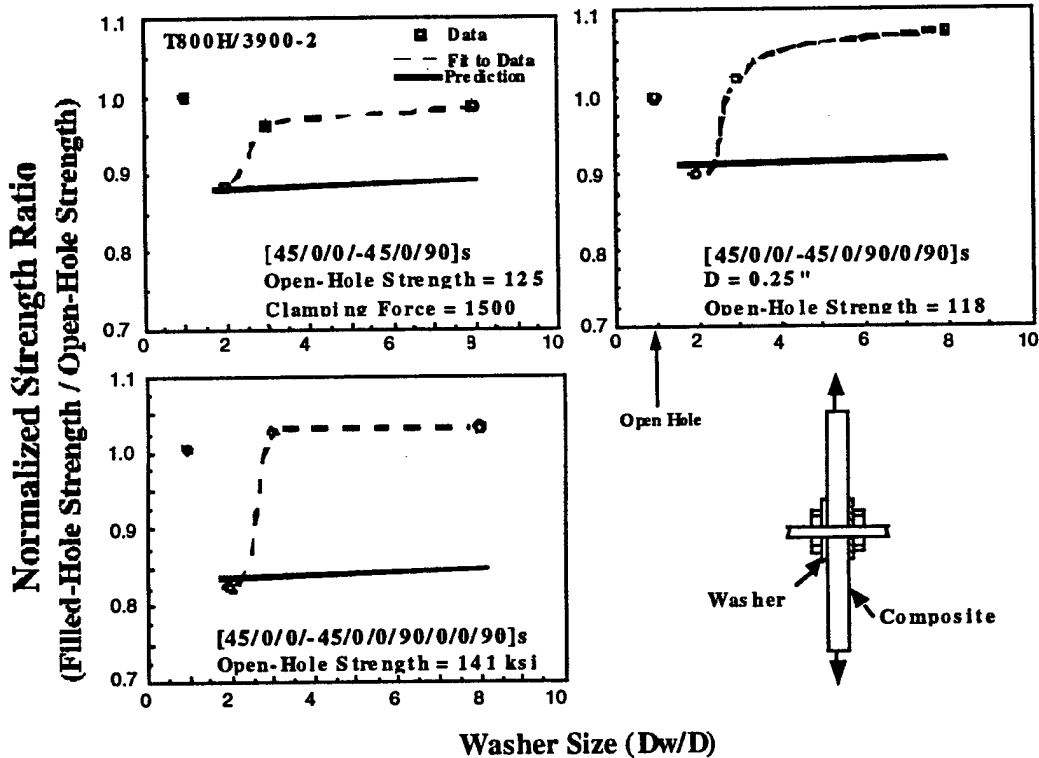 Normalized Strength Ratio
(Filled-Hole Strength / Open-Hole Strength)
1.1
1.0
0.9
0.8
0.7
0
2
4
6
8
10
T800H/3900-2
Data
Fit to Data
Prediction
[45/0/0/-45/0/90]s
Open-Hole Strength = 125
Clamping Force = 1500
1.1
1.0
0.9
0.8
0.7
0
2
4
6
8
10
[45/0/0/-45/0/90/0/90]s
D = 0.25"
Open-Hole Strength = 118
Open Hole
1.1
1.0
0.9
0.8
0.7
0
2
4
6
8
10
[45/0/0/-45/0/0/90/0/0/90]s
Open-Hole Strength = 141 ksi
Washer
Composite
Washer Size (Dw/D)